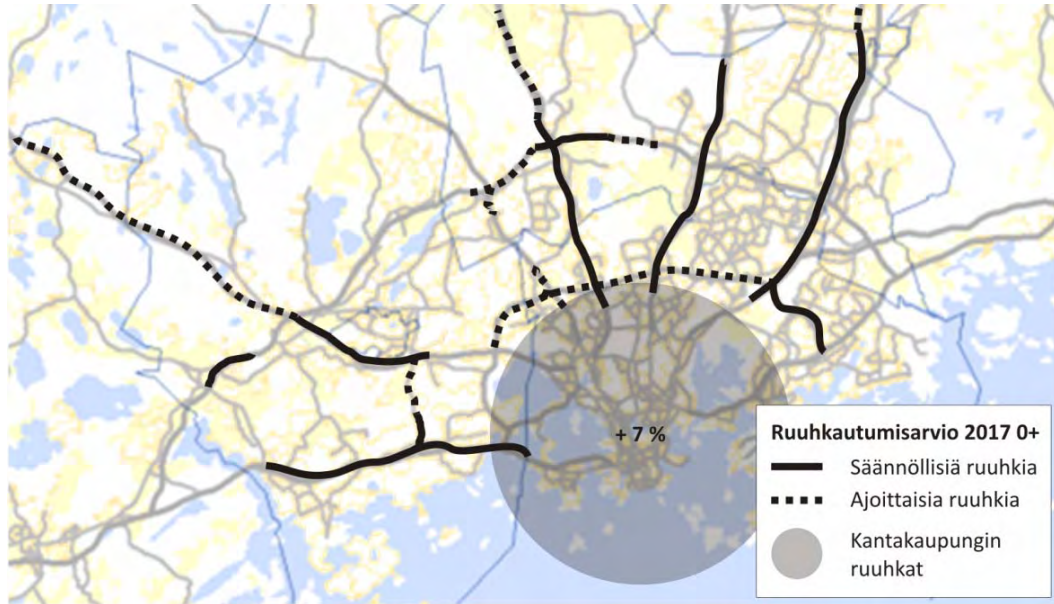 + 7 %
Ruuhkautumisarvio 2017 0+
Säännöllisiä ruuhkia
Ajoittaisia ruuhkia
Kantakaupungin
ruuhkat